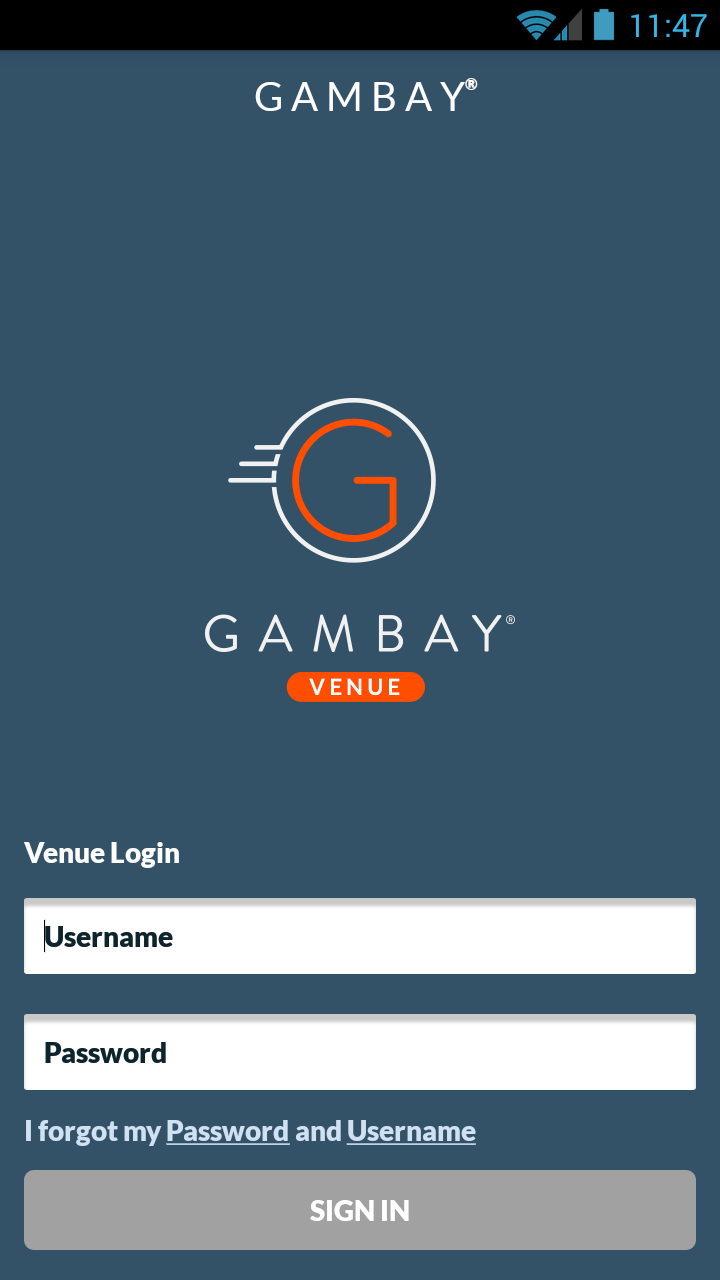 11:47
GAMBAY®
G
GAMBAY®
VENUE
Venue Login
Username
Password
I forgot my Password and Username
SIGN IN